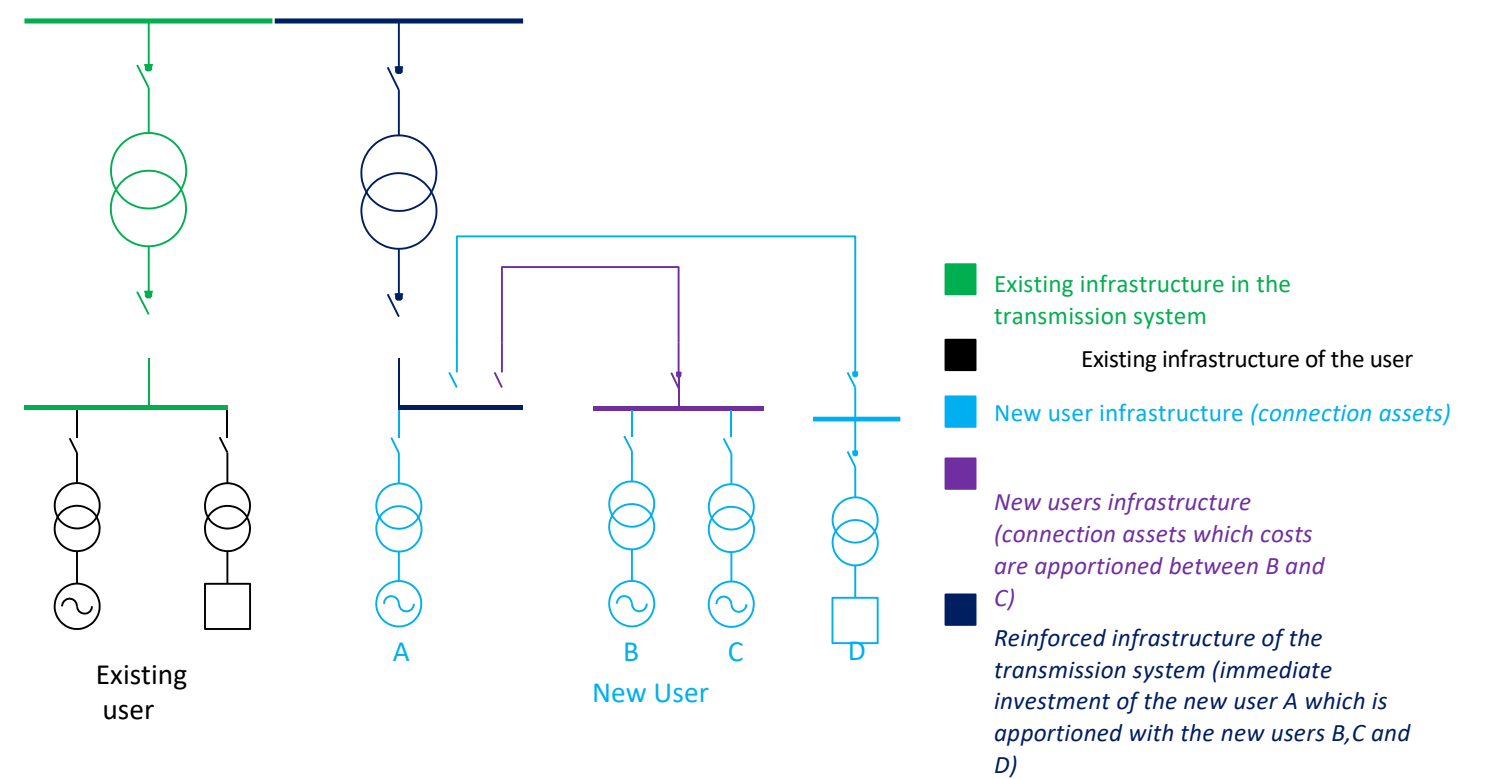 Existing infrastructure in the
transmission system
Existing infrastructure of the user
New user infrastructure (connection assets)
New users infrastructure
(connection assets which costs
are apportioned between B and
C)
Reinforced infrastructure of the
transmission system (immediate
investment of the new user A which is
apportioned with the new users B,C and
D)
A
B
C
D
Existing
user
New User